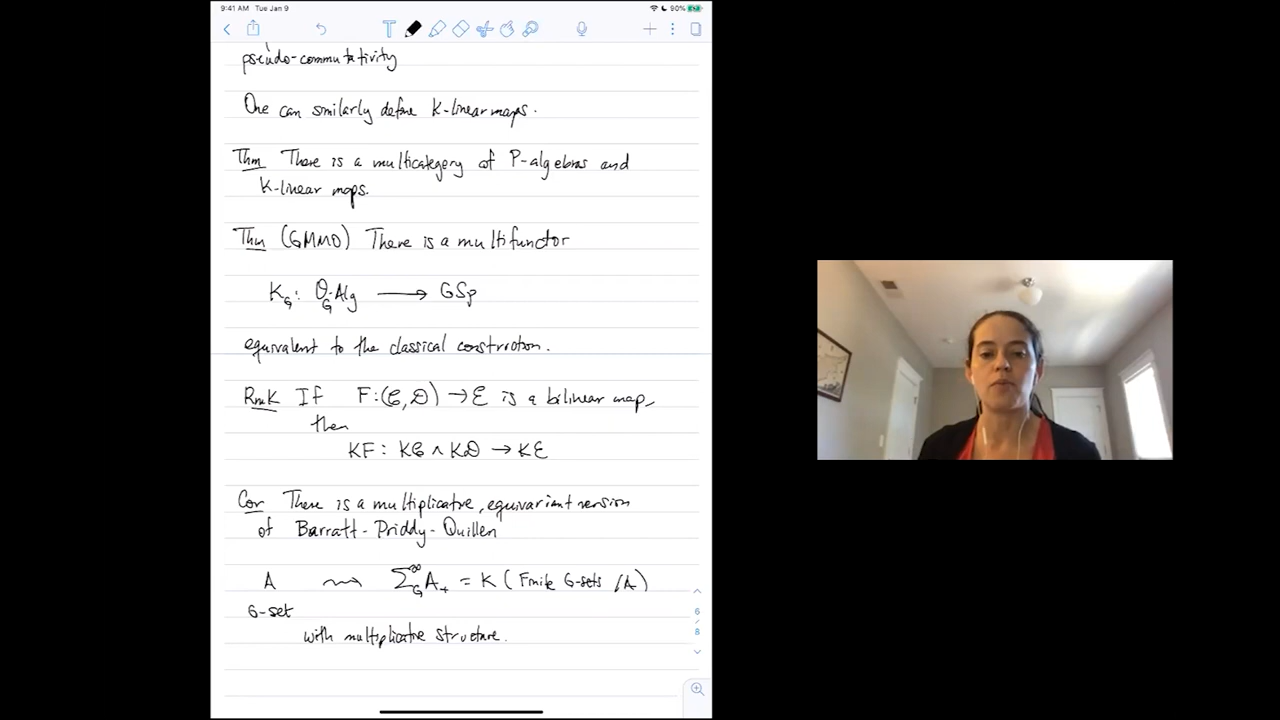 9:41 AM Tue Jan 9
90%
pseudo-commutativity
One can similarly define K-linear maps.
Thm There is a multicategory of P-algebras and
K-linear maps.
Thm (GMMO) There is a multifunctor
K_G: O_G-Alg → GSp
equivalent to the classical construction.
Rmk If F: (C, D) → E is a bilinear map,
then
KF: KC ∧ KD → KE
Cor There is a multiplicative, equivariant version
of Barratt-Priddy-Quillen
A ⇝ Σ^∞_G A_+ = K (Finite G-sets /A)
G-set
with multiplicative structure.
6
/
8